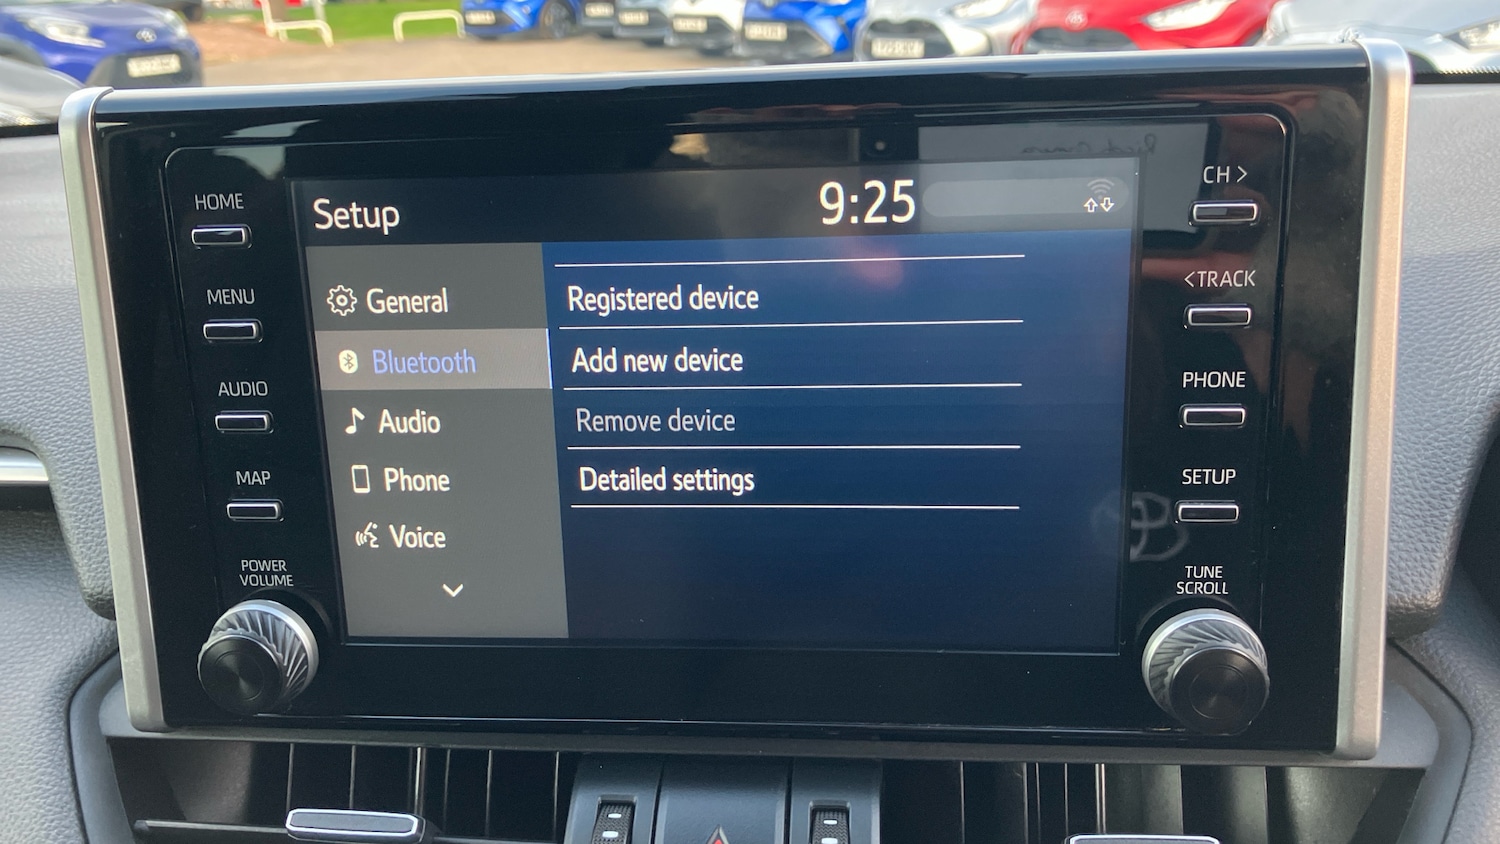 HOME
MENU
AUDIO
MAP
POWER
VOLUME
Setup
9:25
General
Bluetooth
Audio
Phone
Voice
Registered device
Add new device
Remove device
Detailed settings
CH >
<TRACK
PHONE
SETUP
TUNE
SCROLL